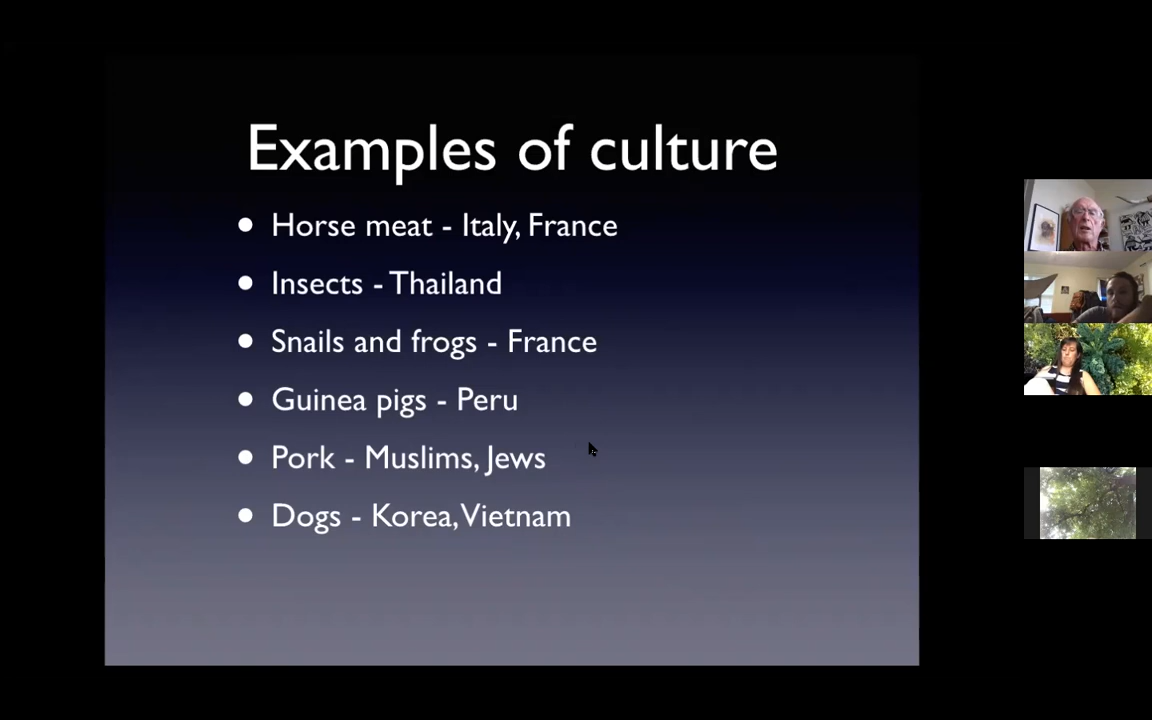 Examples of culture
Horse meat - Italy, France
Insects - Thailand
Snails and frogs - France
Guinea pigs - Peru
Pork - Muslims, Jews
Dogs - Korea, Vietnam